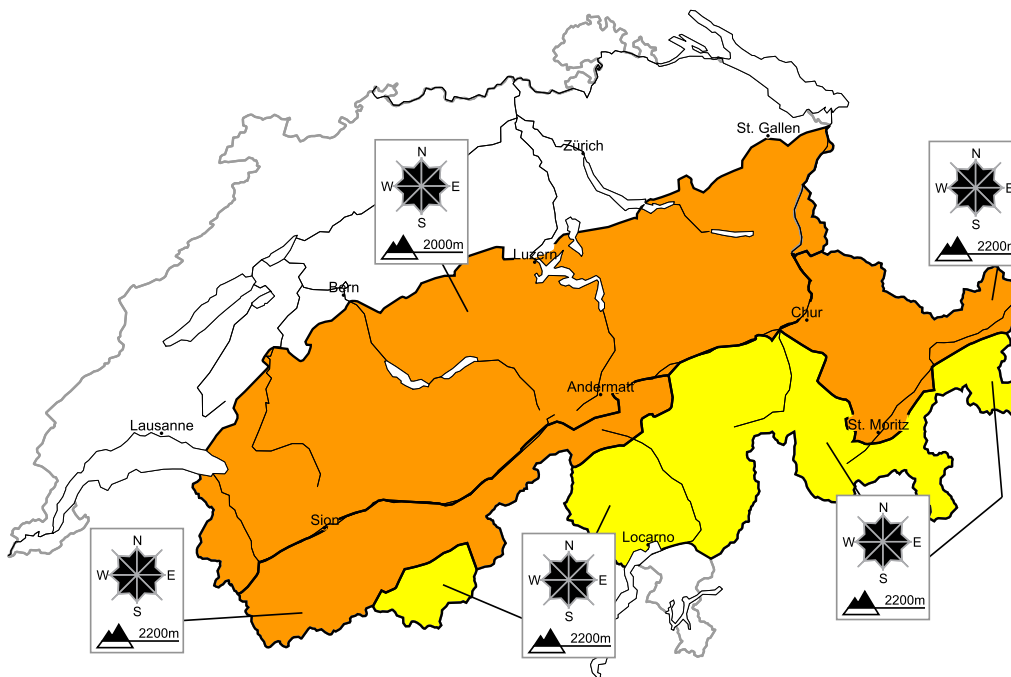 St. Gallen
Zürich
N
W E
S
2000m
N
W E
S
2200m
Luzern
Bern
Chur
Andermatt
Lausanne
St. Moritz
Sion
Locarno
N
W E
S
2200m
N
W E
S
2200m
N
W E
S
2200m